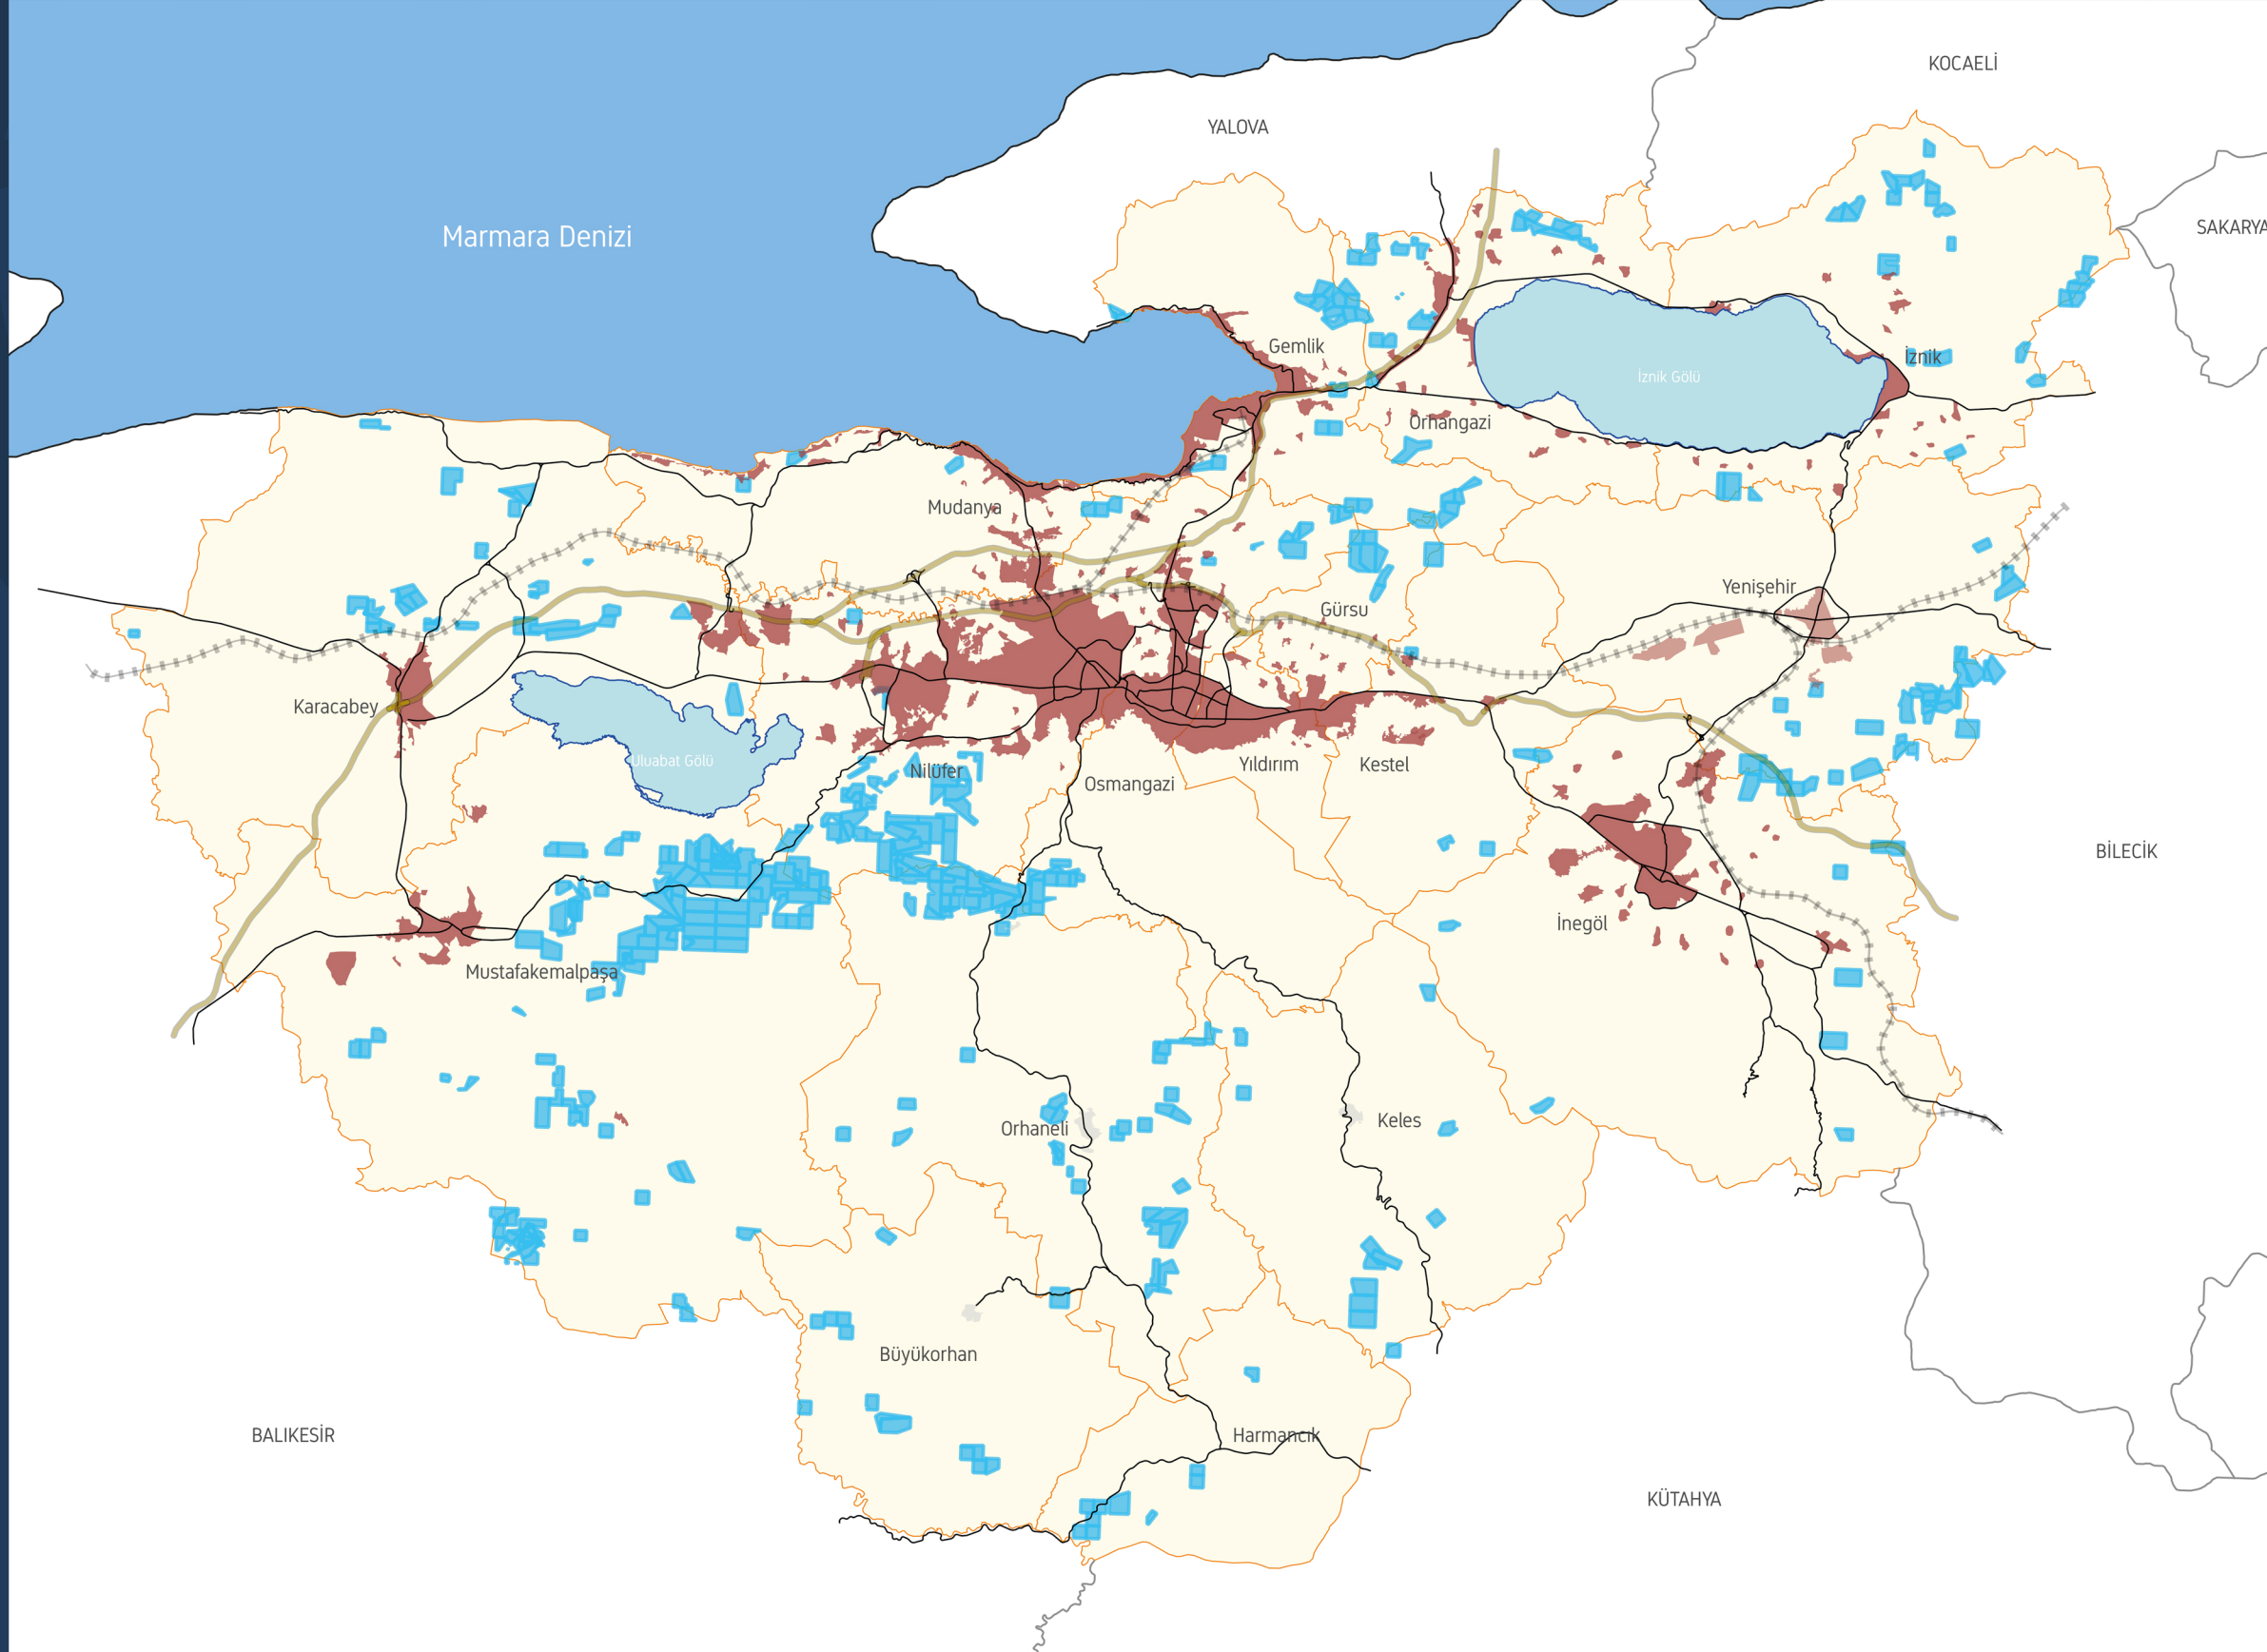 KOCAELİ
YALOVA
SAKARYA
Marmara Denizi
Gemlik
İznik
İznik Gölü
Orhangazi
Mudanya
Yenişehir
Gürsu
Karacabey
Uluabat Gölü
Nilüfer
Yıldırım
Kestel
Osmangazi
BİLECİK
İnegöl
Mustafakemalpaşa
Keles
Orhaneli
Büyükorhan
BALIKESİR
Harmancık
KÜTAHYA